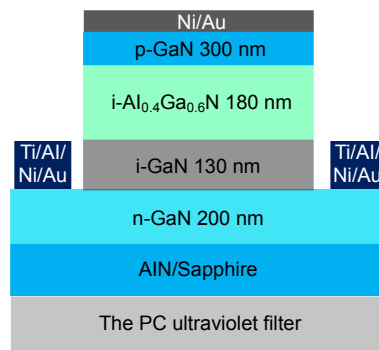 Ni/Au
p-GaN 300 nm
i-Al₀.₄Ga₀.₆N 180 nm
Ti/Al/
Ni/Au
i-GaN 130 nm
Ti/Al/
Ni/Au
n-GaN 200 nm
AlN/Sapphire
The PC ultraviolet filter